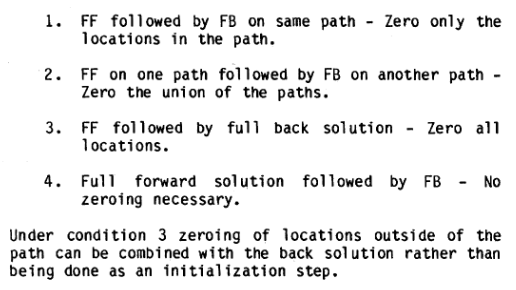 1. FF followed by FB on same path - Zero only the
locations in the path.
2. FF on one path followed by FB on another path -
Zero the union of the paths.
3. FF followed by full back solution - Zero all
locations.
4. Full forward solution followed by FB - No
zeroing necessary.
Under condition 3 zeroing of locations outside of the
path can be combined with the back solution rather than
being done as an initialization step.